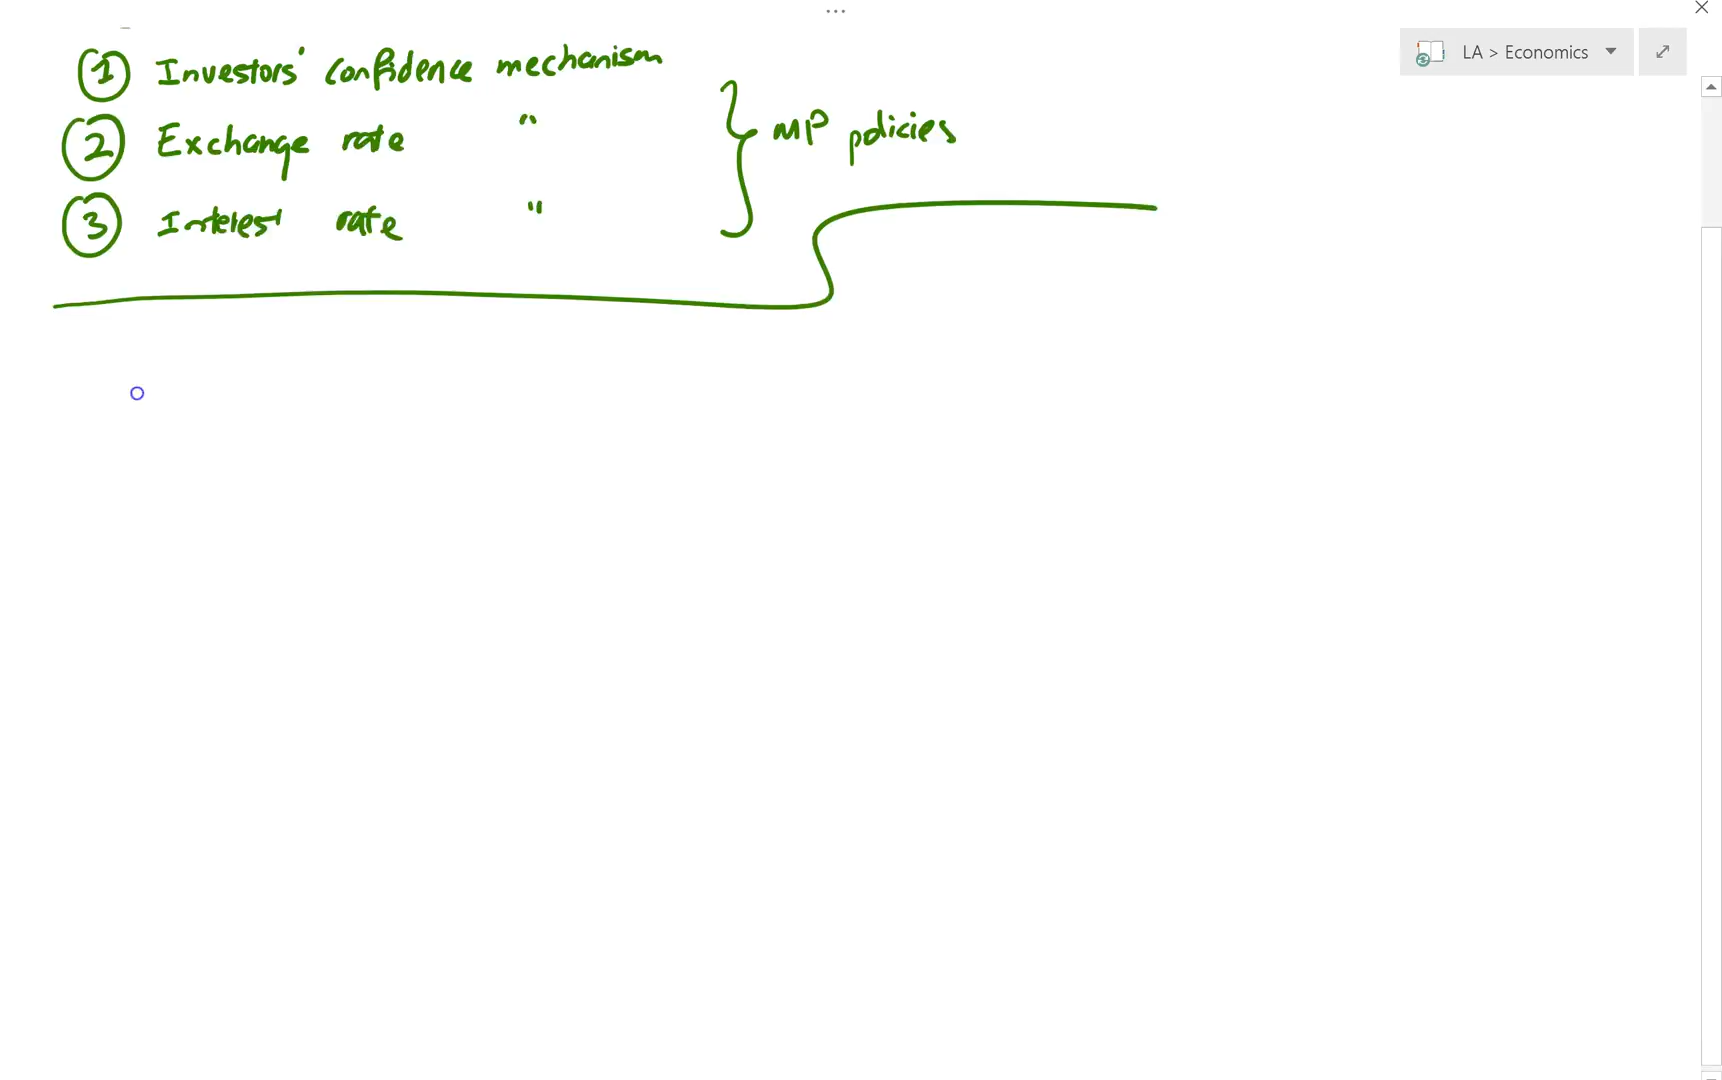 ① Investors' confidence mechanism
② Exchange rate "
③ Interest rate "
MP policies
LA > Economics